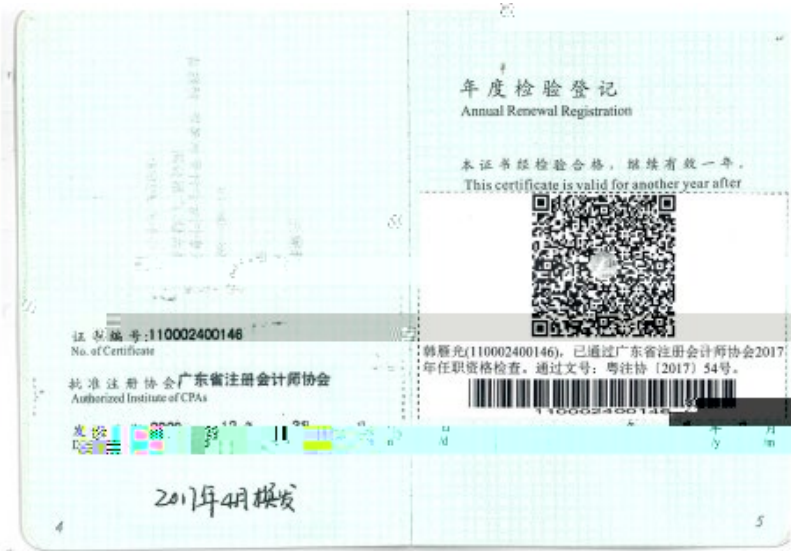 证书编号:110002400146
No. of Certificate
批准注册协会广东省注册会计师协会
Authorized Institute of CPAs
2017年4月换发
4
年度检验登记
Annual Renewal Registration
本证书经检验合格，继续有效一年。
This certificate is valid for another year after
韩雁光(110002400146)，已通过广东省注册会计师协会2017
年任职资格检查。通过文号：粤注协〔2017〕54号。
110002400146
年 月
/y /m
/d
5